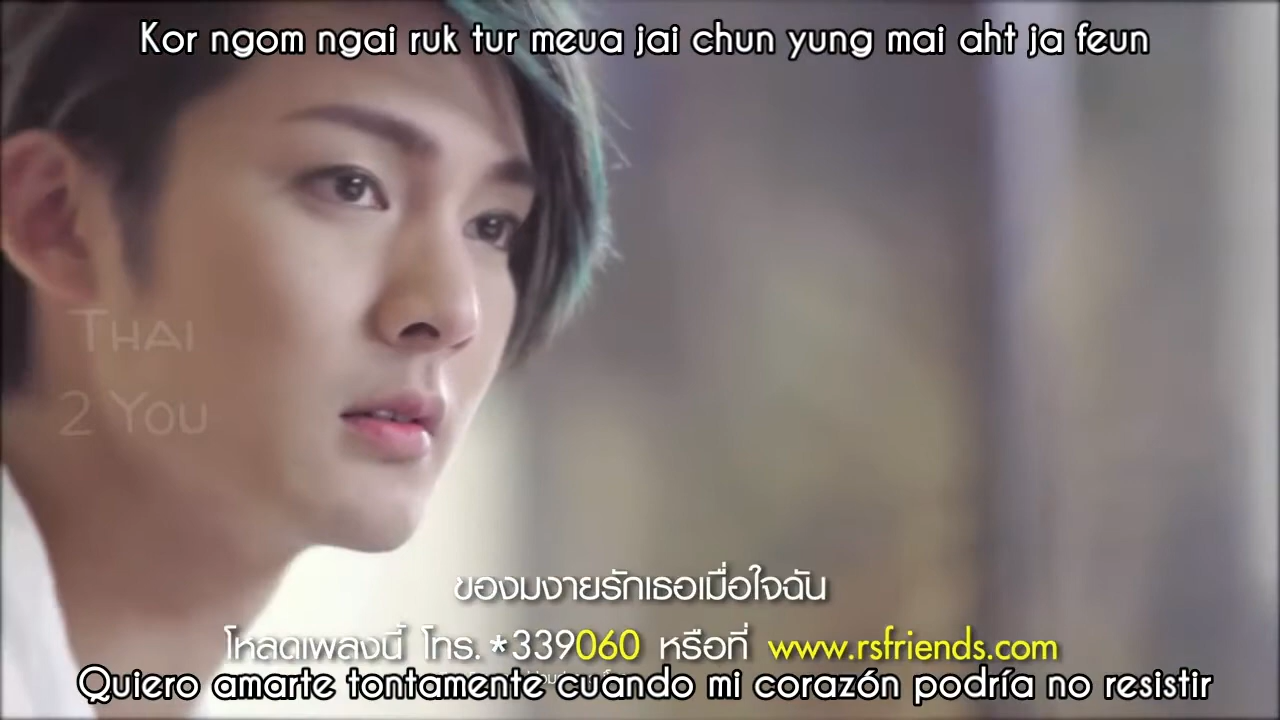 Kor ngom ngai ruk tur meua jai chun yung mai aht ja feun
THAI
2 YOU
ของมงายรักเธอเมื่อใจฉัน
โหลดเพลงนี้ โทร. *339060 หรือที่ www.rsfriends.com
Quiero amarte tontamente cuando mi corazón podría no resistir